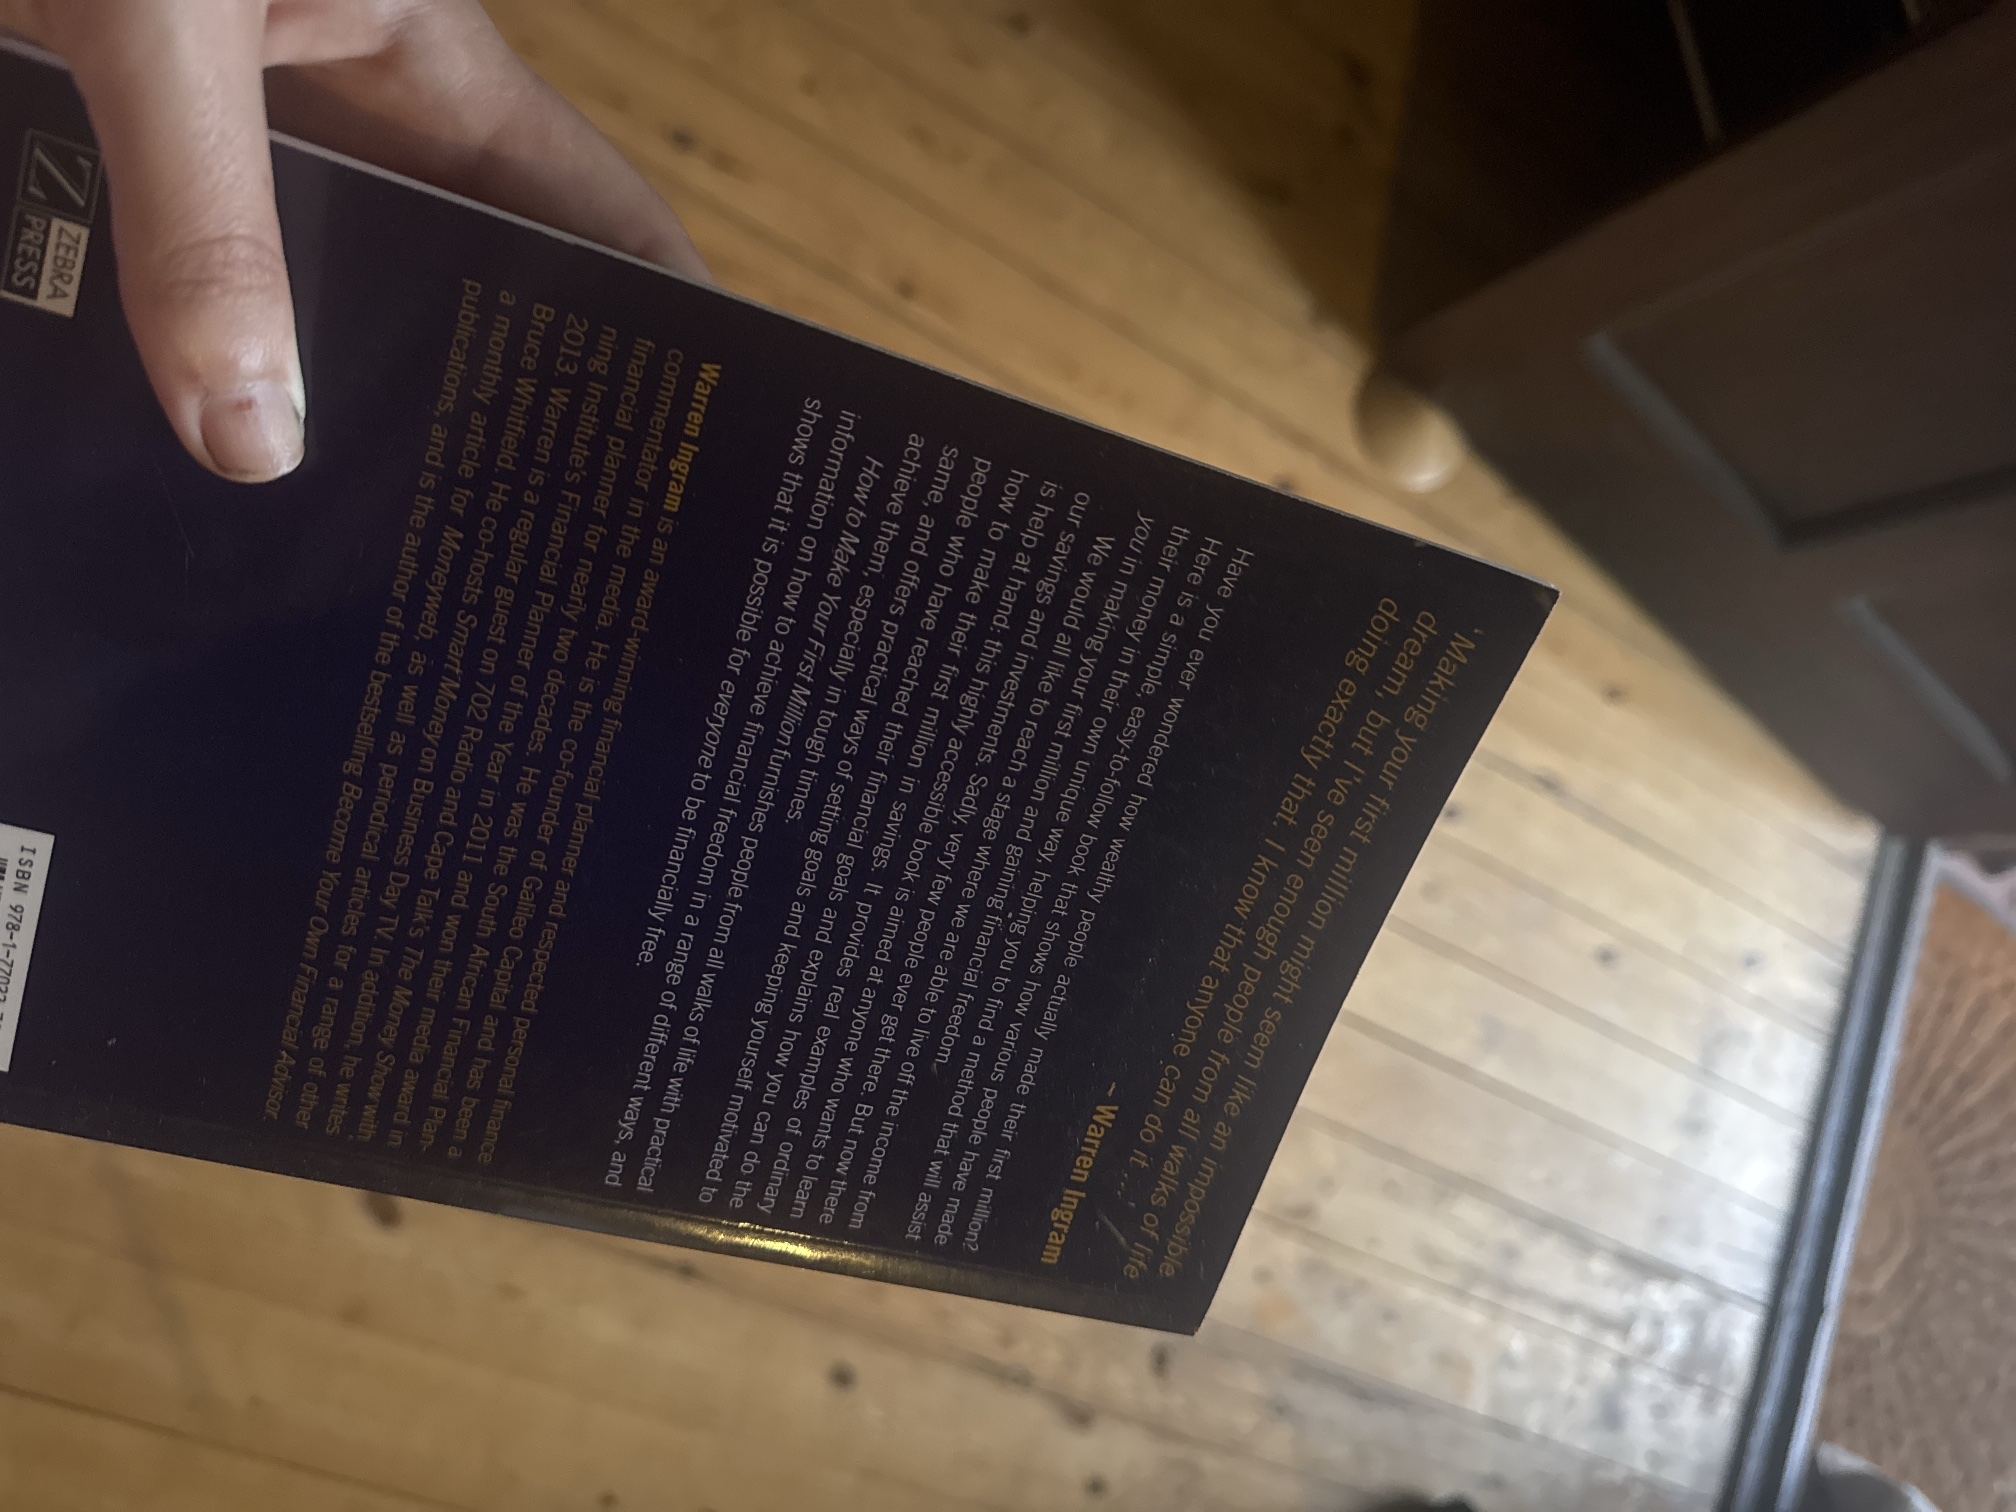 'Making your first million might seem like an impossible
dream, but I've seen enough people from all walks of life
doing exactly that. I know that anyone can do it ...'
– Warren Ingram
Have you ever wondered how wealthy people actually made their first million?
Here is a simple, easy-to-follow book that shows how various people have made
their money in their own unique way, helping you to find a method that will assist
you in making your first million and gaining financial freedom.
We would all like to reach a stage where we are able to live off the income from
our savings and investments. Sadly, very few people ever get there. But now there
is help at hand: this highly accessible book is aimed at anyone who wants to learn
how to make their first million in savings. It provides real examples of ordinary
people who have reached their financial goals and explains how you can do the
same, and offers practical ways of setting goals and keeping yourself motivated to
achieve them, especially in tough times.
How to Make Your First Million furnishes people from all walks of life with practical
information on how to achieve financial freedom in a range of different ways, and
shows that it is possible for everyone to be financially free.
Warren Ingram is an award-winning financial planner and respected personal finance
commentator in the media. He is the co-founder of Galileo Capital and has been a
financial planner for nearly two decades. He was the South African Financial Plan-
ning Institute's Financial Planner of the Year in 2011 and won their media award in
2013. Warren is a regular guest on 702 Radio and Cape Talk's The Money Show with
Bruce Whitfield. He co-hosts Smart Money on Business Day TV. In addition, he writes
a monthly article for Moneyweb, as well as periodical articles for a range of other
publications, and is the author of the bestselling Become Your Own Financial Advisor.
Z ZEBRA
PRESS
ISBN 978-1-77022